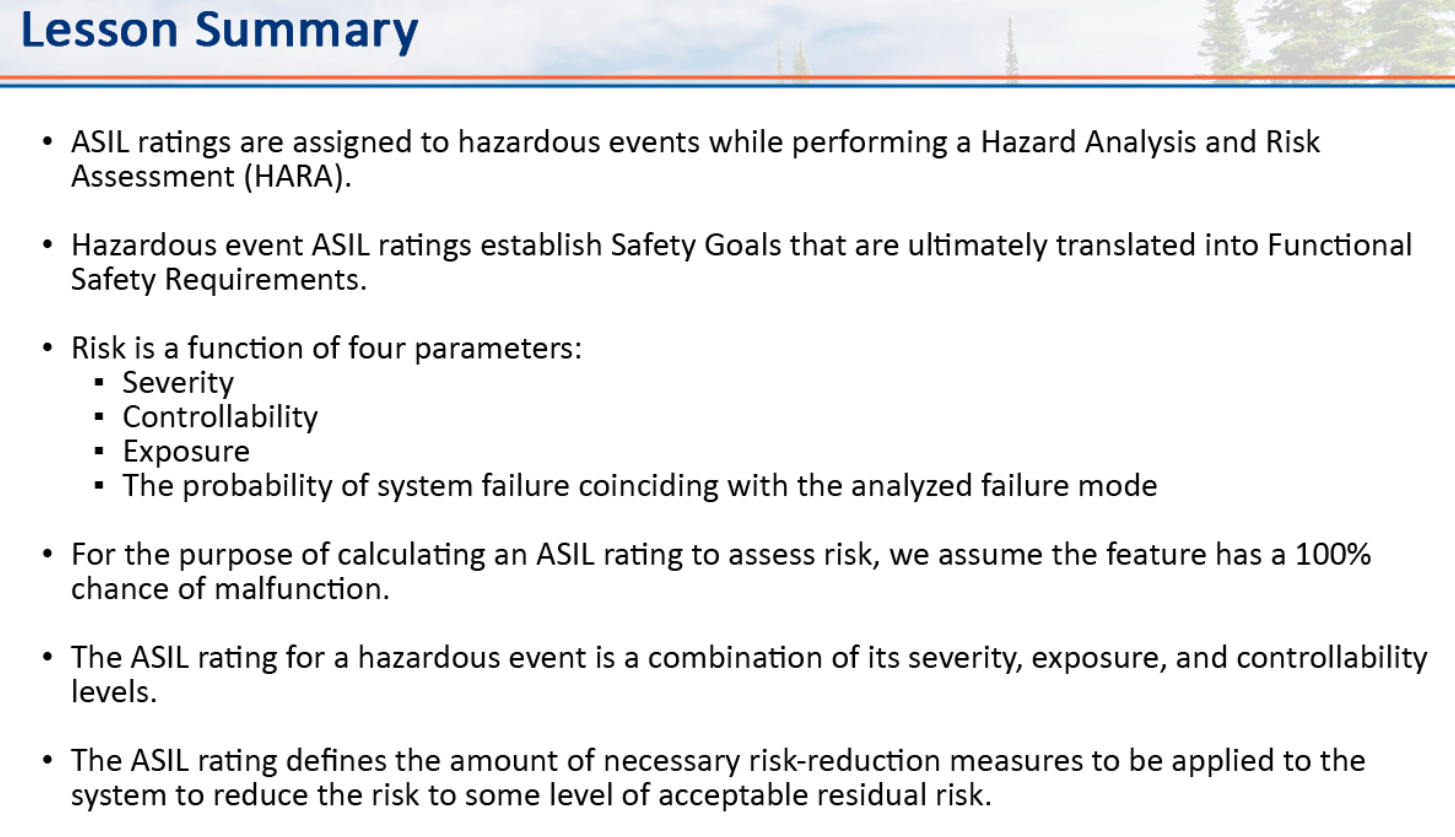 Lesson Summary
• ASIL ratings are assigned to hazardous events while performing a Hazard Analysis and Risk
Assessment (HARA).
• Hazardous event ASIL ratings establish Safety Goals that are ultimately translated into Functional
Safety Requirements.
• Risk is a function of four parameters:
▪ Severity
▪ Controllability
▪ Exposure
▪ The probability of system failure coinciding with the analyzed failure mode
• For the purpose of calculating an ASIL rating to assess risk, we assume the feature has a 100%
chance of malfunction.
• The ASIL rating for a hazardous event is a combination of its severity, exposure, and controllability
levels.
• The ASIL rating defines the amount of necessary risk-reduction measures to be applied to the
system to reduce the risk to some level of acceptable residual risk.